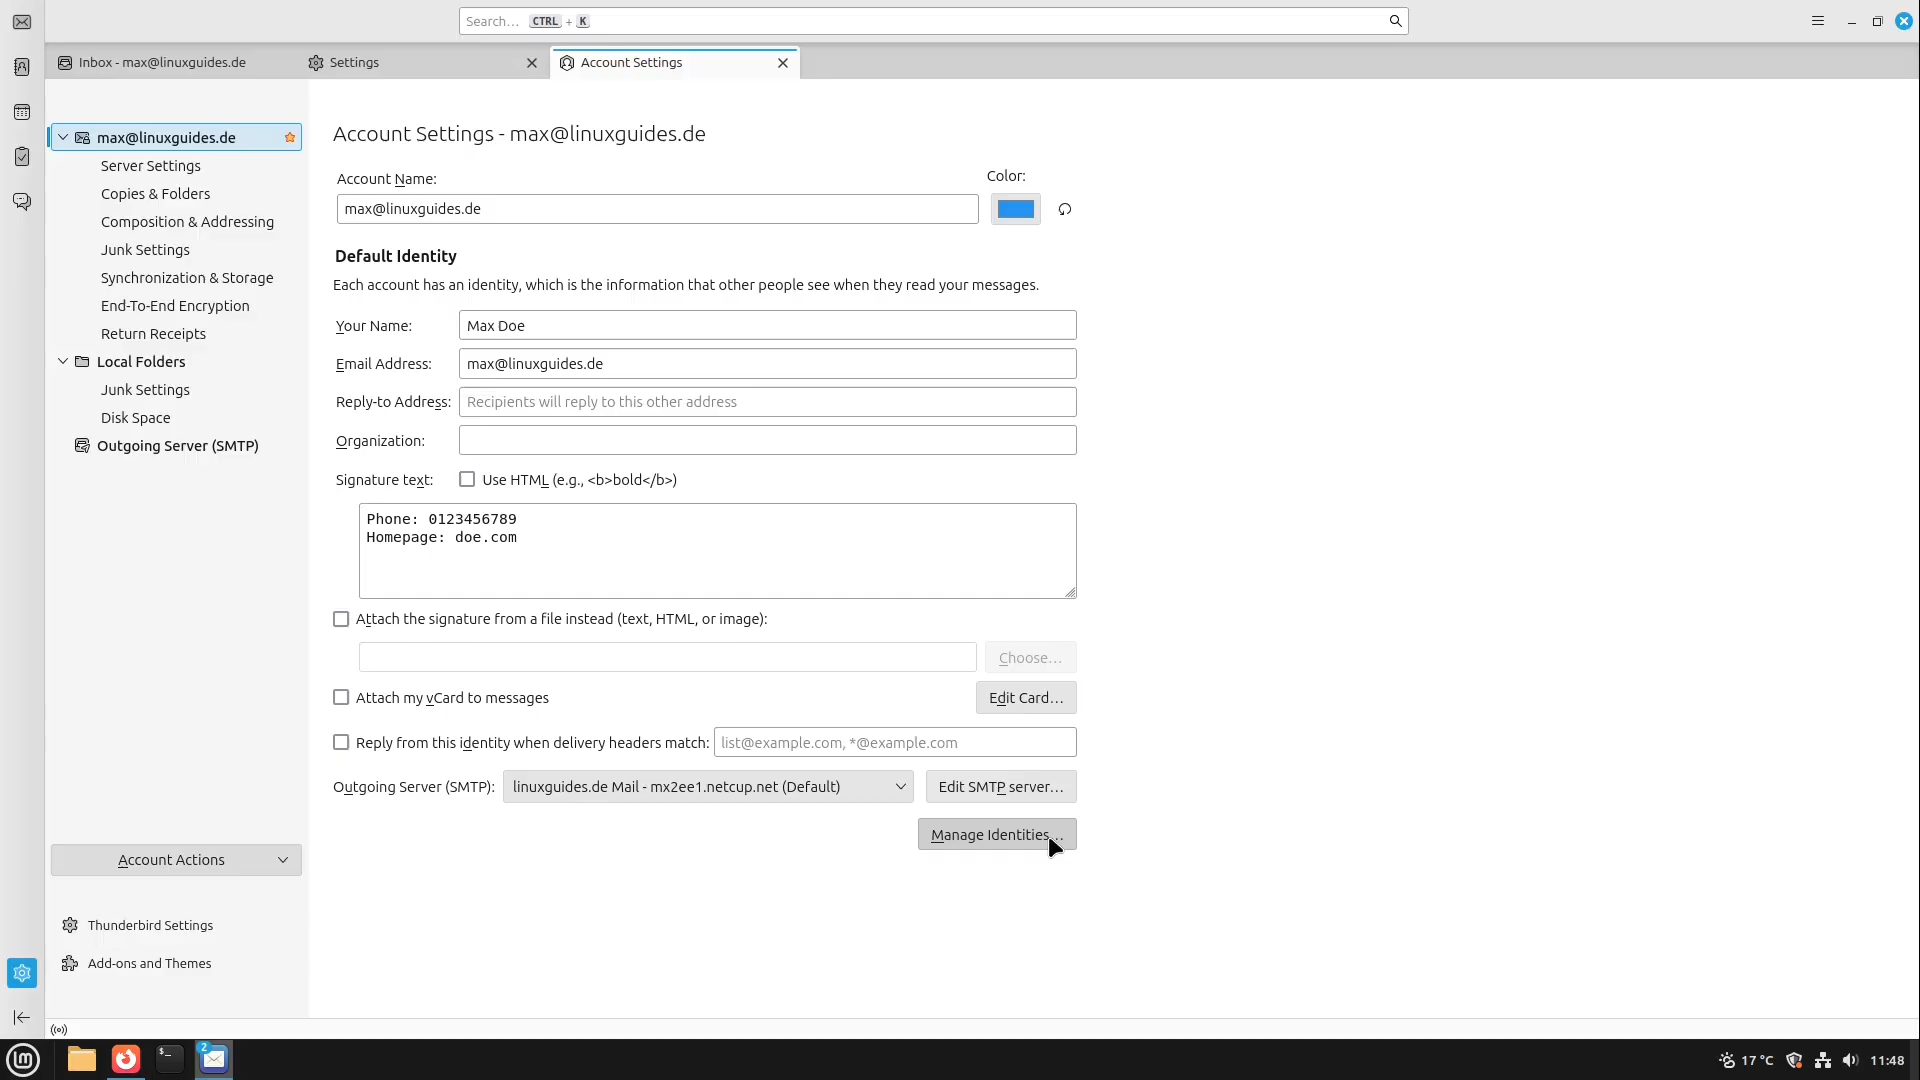 Search... CTRL + K
Inbox - max@linuxguides.de
Settings
Account Settings
max@linuxguides.de
Server Settings
Copies & Folders
Composition & Addressing
Junk Settings
Synchronization & Storage
End-To-End Encryption
Return Receipts
Local Folders
Junk Settings
Disk Space
Outgoing Server (SMTP)
Account Actions
Thunderbird Settings
Add-ons and Themes
Account Settings - max@linuxguides.de
Account Name:
Color:
max@linuxguides.de
Default Identity
Each account has an identity, which is the information that other people see when they read your messages.
Your Name: Max Doe
Email Address: max@linuxguides.de
Reply-to Address: Recipients will reply to this other address
Organization:
Signature text: Use HTML (e.g., <b>bold</b>)
Phone: 0123456789
Homepage: doe.com
Attach the signature from a file instead (text, HTML, or image):
Choose...
Attach my vCard to messages
Edit Card...
Reply from this identity when delivery headers match: list@example.com, *@example.com
Outgoing Server (SMTP): linuxguides.de Mail - mx2ee1.netcup.net (Default) Edit SMTP server...
Manage Identities...
2
17 °C
11:48